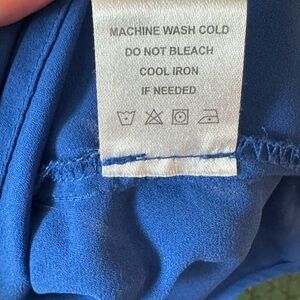 MACHINE WASH COLD
DO NOT BLEACH
COOL IRON
IF NEEDED